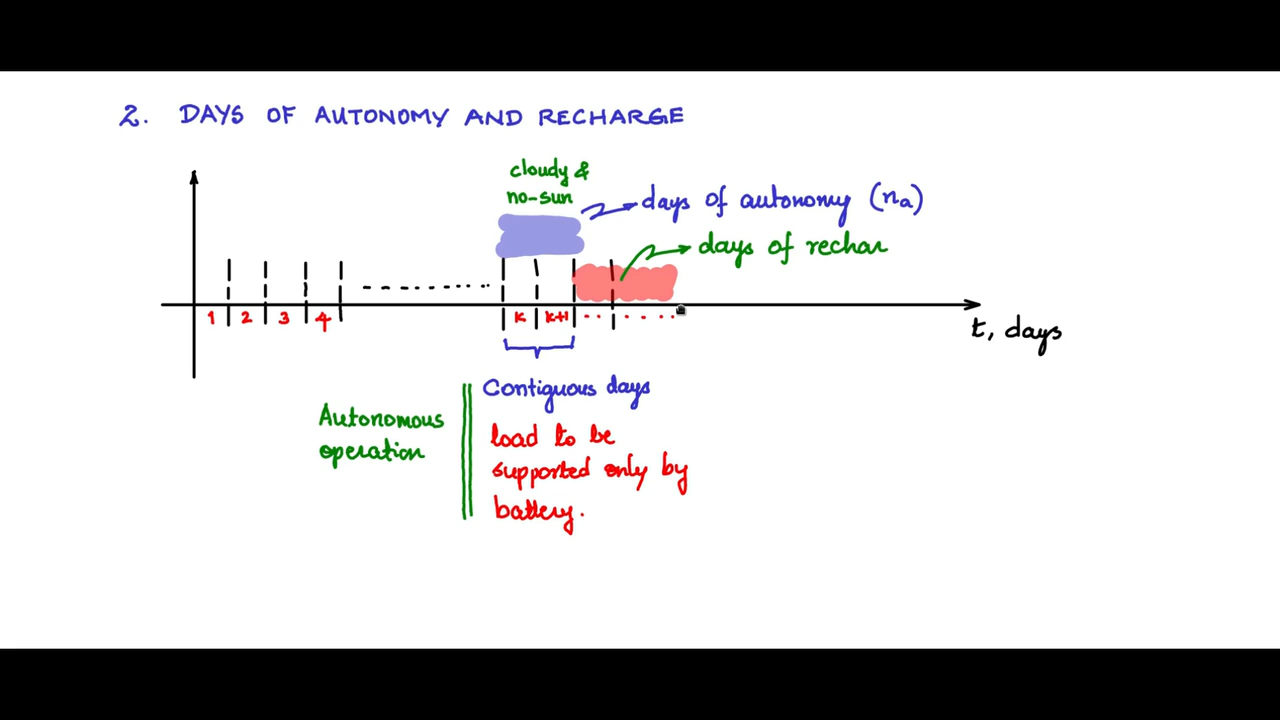 2. DAYS OF AUTONOMY AND RECHARGE
cloudy &
no-sun
days of autonomy (na)
days of rechar
1 2 3 4 k k+1
t, days
Contiguous days
Autonomous
operation
load to be
supported only by
battery.